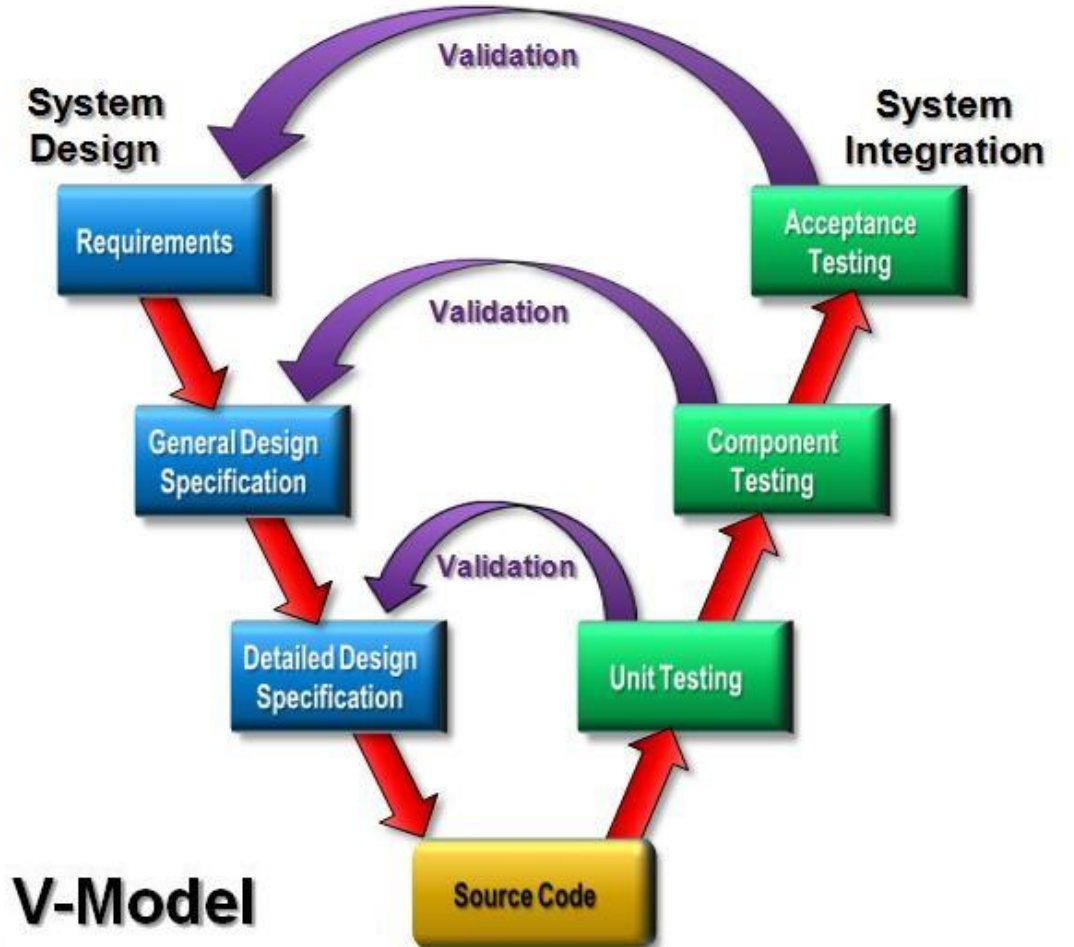 Validation
System
Design
System
Integration
Requirements
Acceptance
Testing
Validation
General Design
Specification
Component
Testing
Validation
Detailed Design
Specification
Unit Testing
V-Model
Source Code